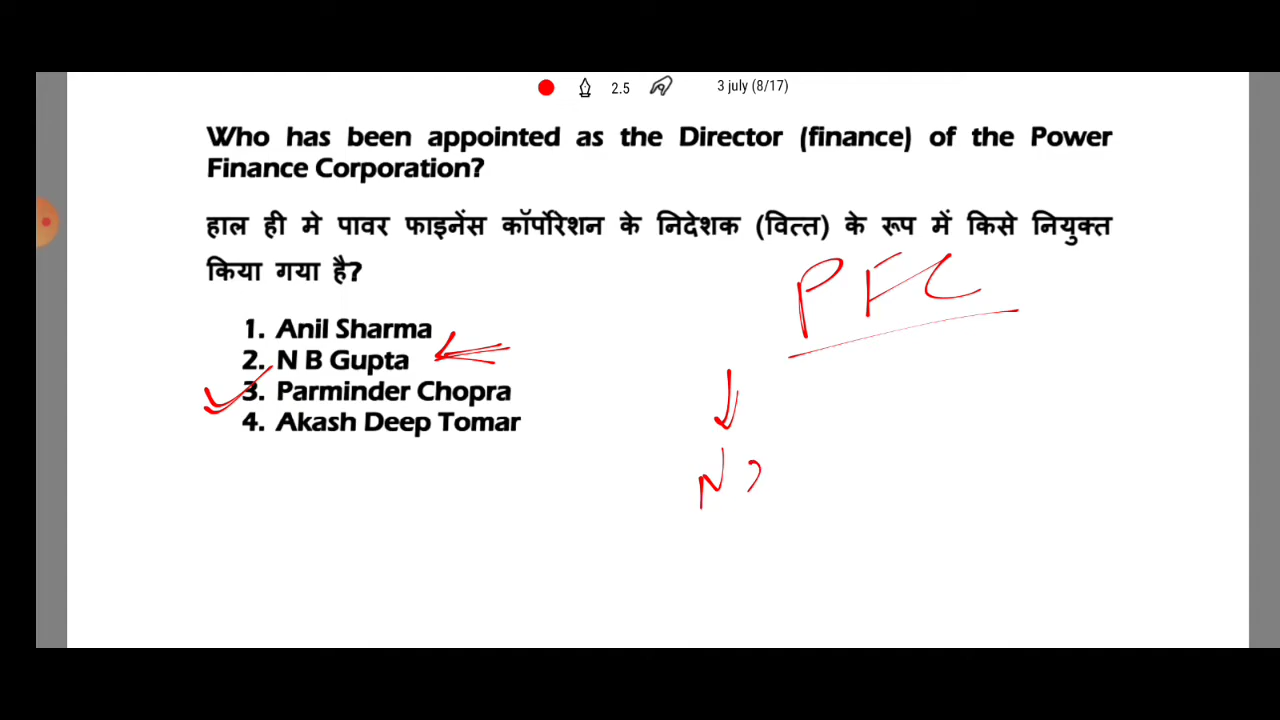 2.5 3 july (8/17)
Who has been appointed as the Director (finance) of the Power
Finance Corporation?
हाल ही मे पावर फाइनेंस कॉर्पोरेशन के निदेशक (वित्त) के रूप में किसे नियुक्त
किया गया है?
PFC
1. Anil Sharma
2. N B Gupta
3. Parminder Chopra
4. Akash Deep Tomar
N